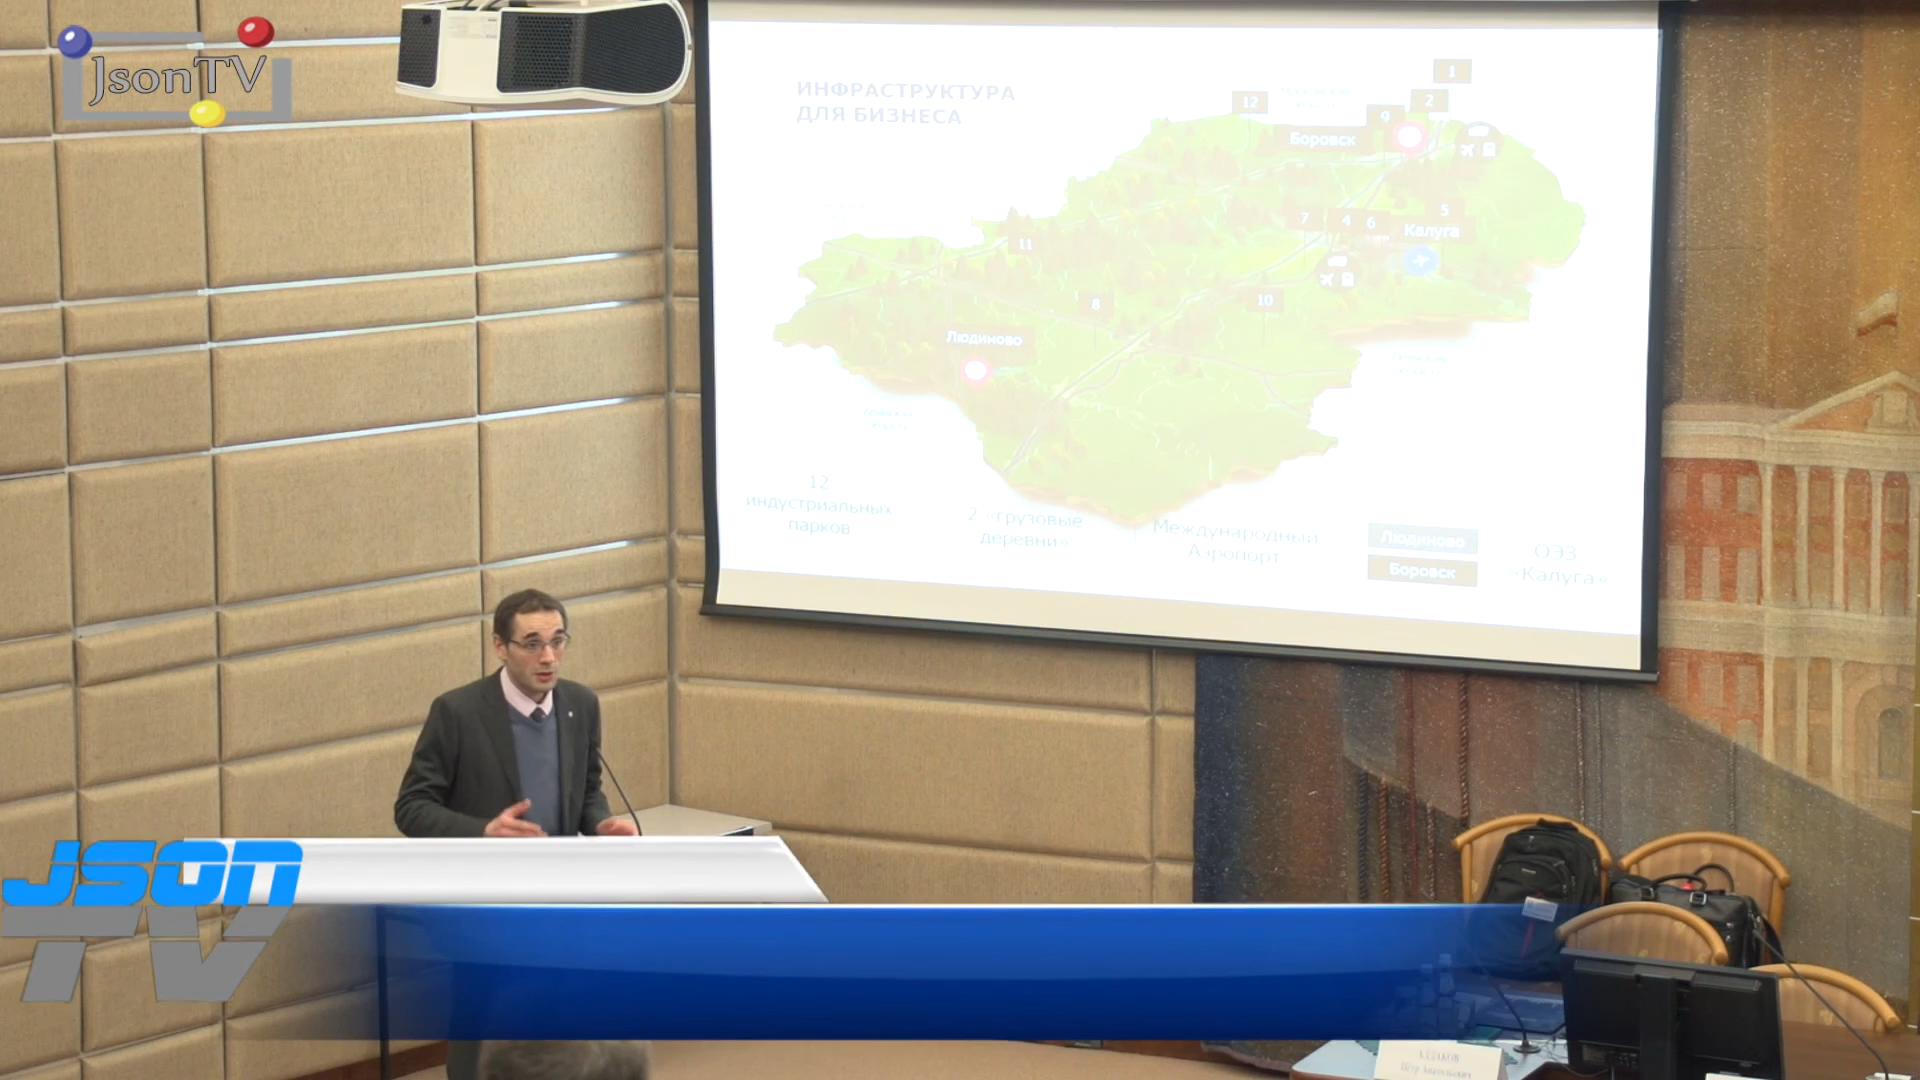 JsonTV
ИНФРАСТРУКТУРА
ДЛЯ БИЗНЕСА
1
2
12
9
Боровск
5
7
4
6
Калуга
11
10
8
Людиново
12
индустриальных
парков
2 «грузовые
деревни»
Международный
Аэропорт
Людиново
Боровск
ОЭЗ
«Калуга»
JSON
TV